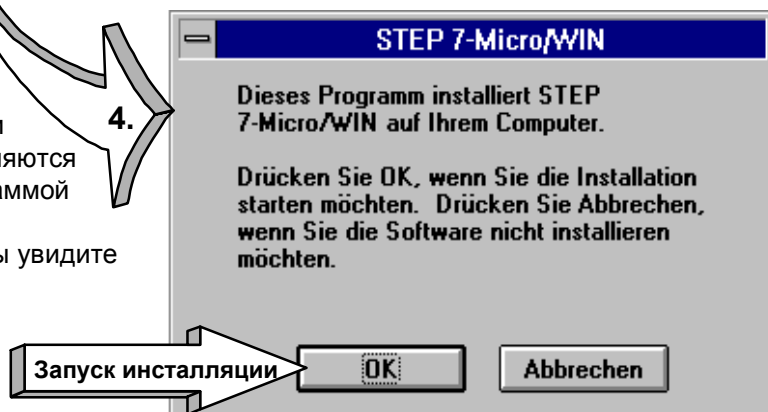 4.
аммой
ы увидите
Запуск инсталляции
STEP 7-Micro/WIN
Dieses Programm installiert STEP
7-Micro/WIN auf Ihrem Computer.
Drücken Sie OK, wenn Sie die Installation
starten möchten. Drücken Sie Abbrechen,
wenn Sie die Software nicht installieren
möchten.
OK
Abbrechen